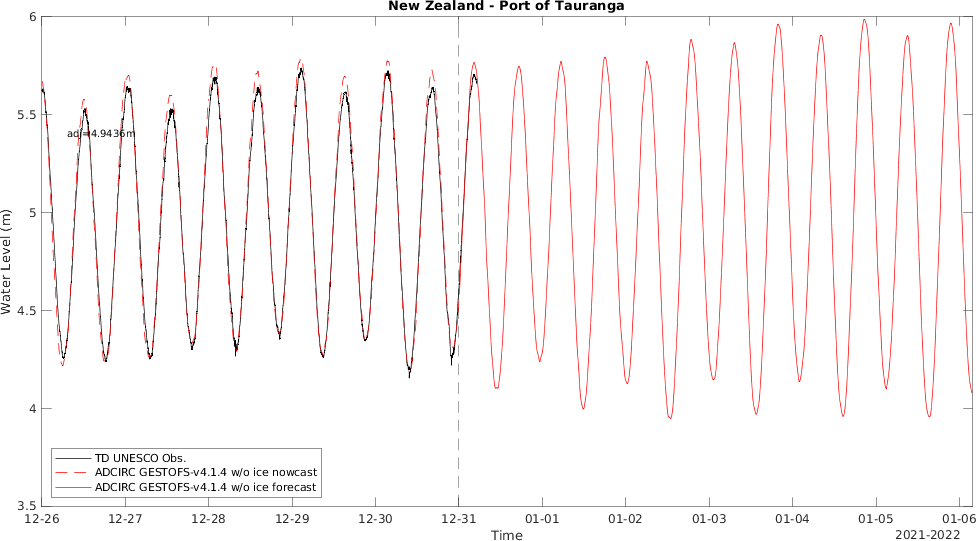 New Zealand - Port of Tauranga
6
5.5
5
4.5
4
3.5
Water Level (m)
adj=4.9436m
TD UNESCO Obs.
ADCIRC GESTOFS-v4.1.4 w/o ice nowcast
ADCIRC GESTOFS-v4.1.4 w/o ice forecast
12-26 12-27 12-28 12-29 12-30 12-31 01-01 01-02 01-03 01-04 01-05 01-06
Time
2021-2022